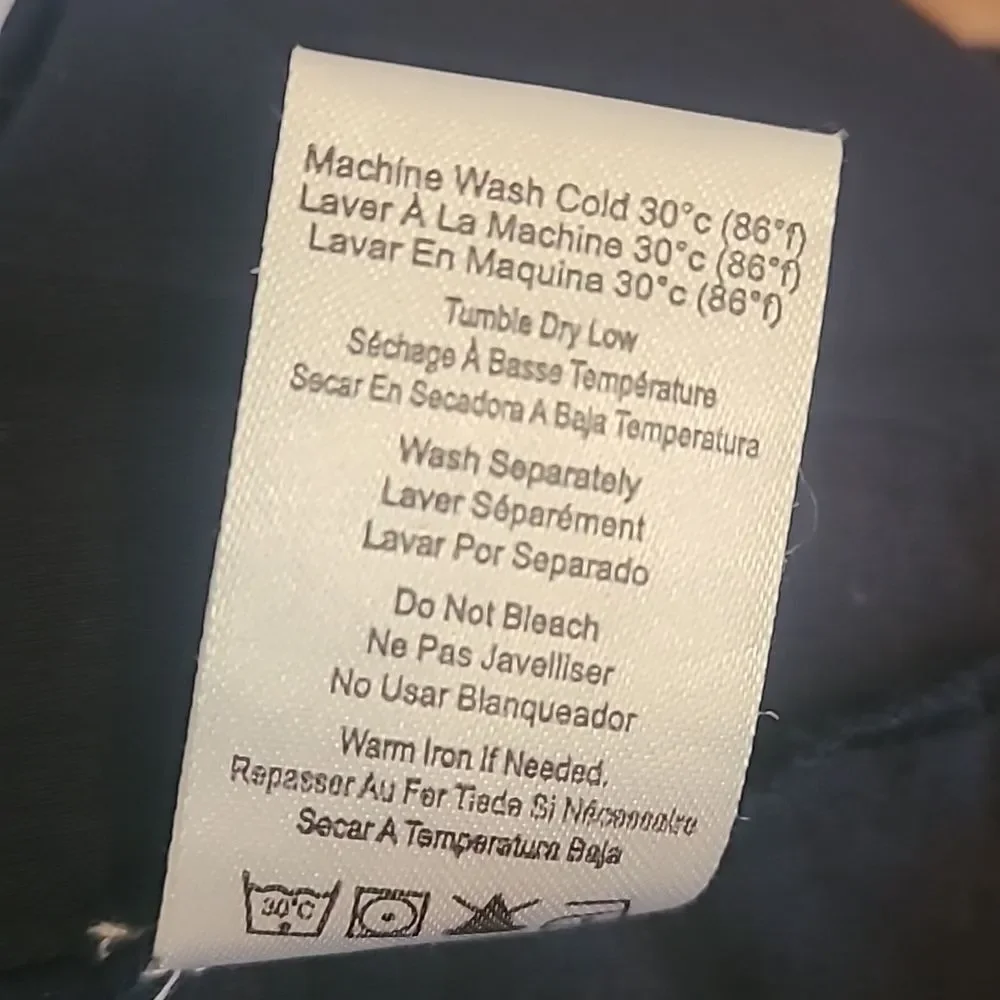 Machine Wash Cold 30°c (86°f)
Laver À La Machine 30°c (86°f)
Lavar En Maquina 30°c (86°f)
Tumble Dry Low
Séchage À Basse Température
Secar En Secadora A Baja Temperatura
Wash Separately
Laver Séparément
Lavar Por Separado
Do Not Bleach
Ne Pas Javelliser
No Usar Blanqueador
Warm Iron If Needed.
Repasser Au Fer Tiede Si Nécessaire
Secar A Temperatura Baja
30°C